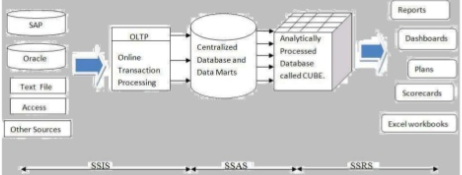 SAP
Oracle
Text File
Access
Other Sources
OLTP
Online
Transaction
Processing
Centralized
Database and
Data Marts
Analytically
Processed
Database
called CUBE.
Reports
Dashboards
Plans
Scorecards
Excel workbooks
SSIS
SSAS
SSRS